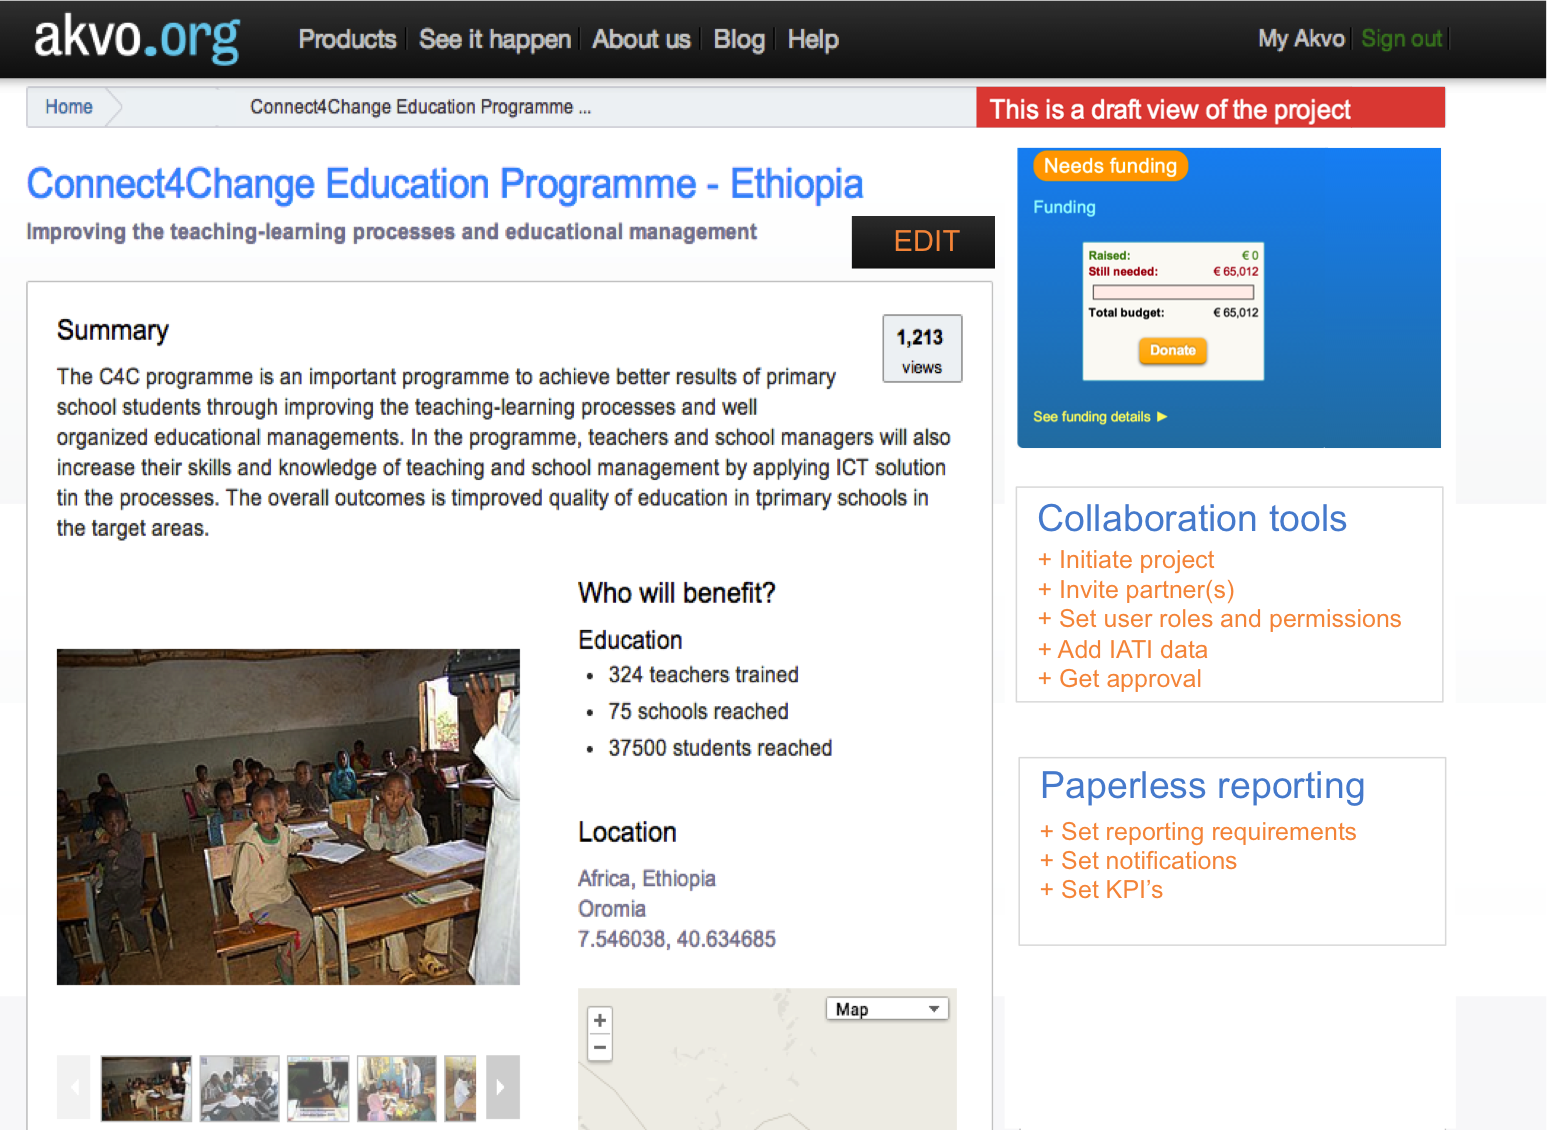 akvo.org
Products See it happen About us Blog Help
My Akvo Sign out
Home
Connect4Change Education Programme ...
This is a draft view of the project
Connect4Change Education Programme - Ethiopia
Improving the teaching-learning processes and educational management
EDIT
Summary
1,213
views
The C4C programme is an important programme to achieve better results of primary
school students through improving the teaching-learning processes and well
organized educational managements. In the programme, teachers and school managers will also
increase their skills and knowledge of teaching and school management by applying ICT solution
tin the processes. The overall outcomes is timproved quality of education in tprimary schools in
the target areas.
Who will benefit?
Education
• 324 teachers trained
• 75 schools reached
• 37500 students reached
Location
Africa, Ethiopia
Oromia
7.546038, 40.634685
+
−
Map
Needs funding
Funding
Raised: € 0
Still needed: € 65,012
Total budget: € 65,012
Donate
See funding details ►
Collaboration tools
+ Initiate project
+ Invite partner(s)
+ Set user roles and permissions
+ Add IATI data
+ Get approval
Paperless reporting
+ Set reporting requirements
+ Set notifications
+ Set KPI’s